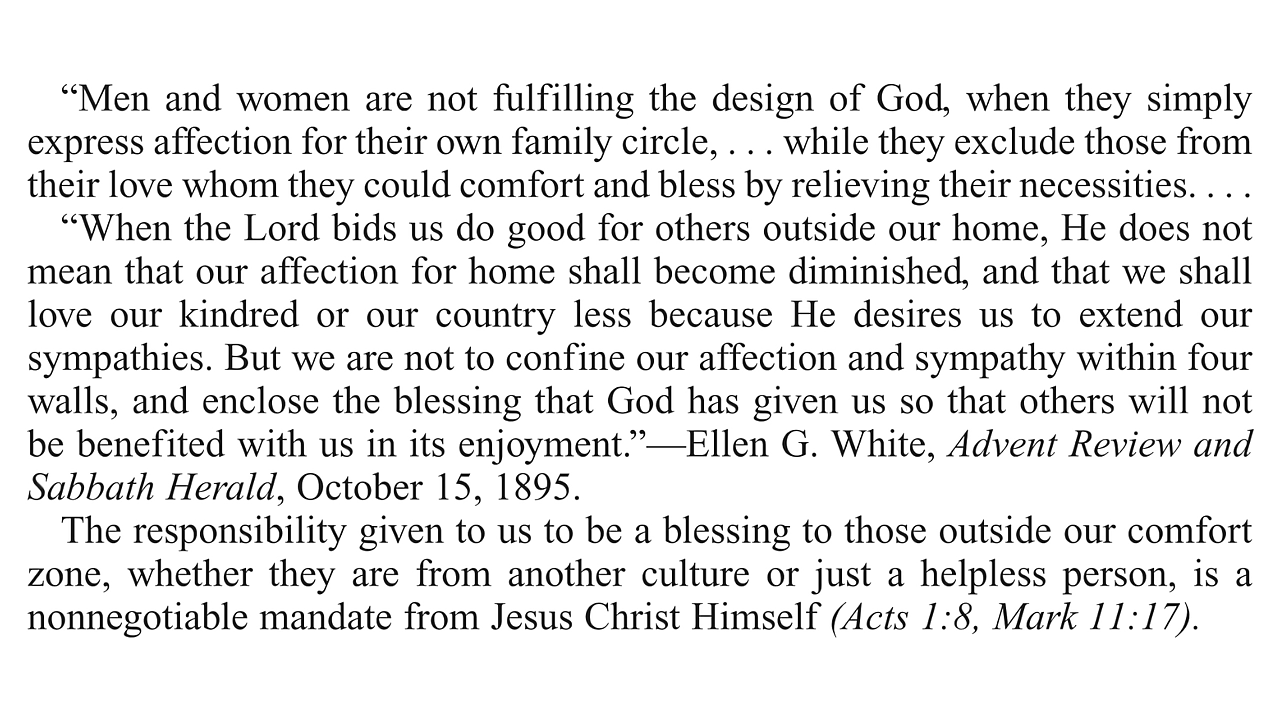 “Men and women are not fulfilling the design of God, when they simply
express affection for their own family circle, . . . while they exclude those from
their love whom they could comfort and bless by relieving their necessities. . . .
“When the Lord bids us do good for others outside our home, He does not
mean that our affection for home shall become diminished, and that we shall
love our kindred or our country less because He desires us to extend our
sympathies. But we are not to confine our affection and sympathy within four
walls, and enclose the blessing that God has given us so that others will not
be benefited with us in its enjoyment.”—Ellen G. White, Advent Review and
Sabbath Herald, October 15, 1895.
The responsibility given to us to be a blessing to those outside our comfort
zone, whether they are from another culture or just a helpless person, is a
nonnegotiable mandate from Jesus Christ Himself (Acts 1:8, Mark 11:17).